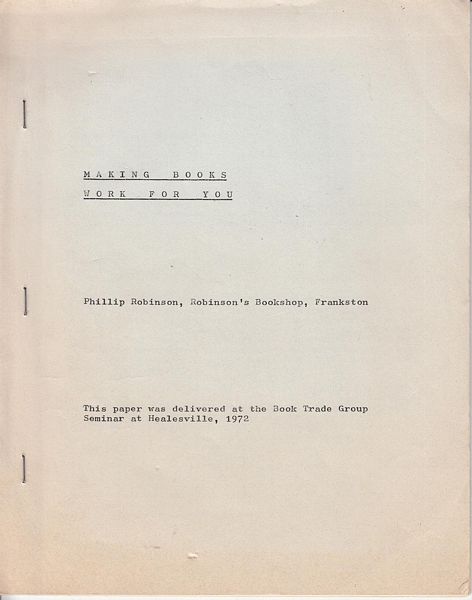 MAKING BOOKS
WORK FOR YOU
Phillip Robinson, Robinson's Bookshop, Frankston
This paper was delivered at the Book Trade Group
Seminar at Healesville, 1972